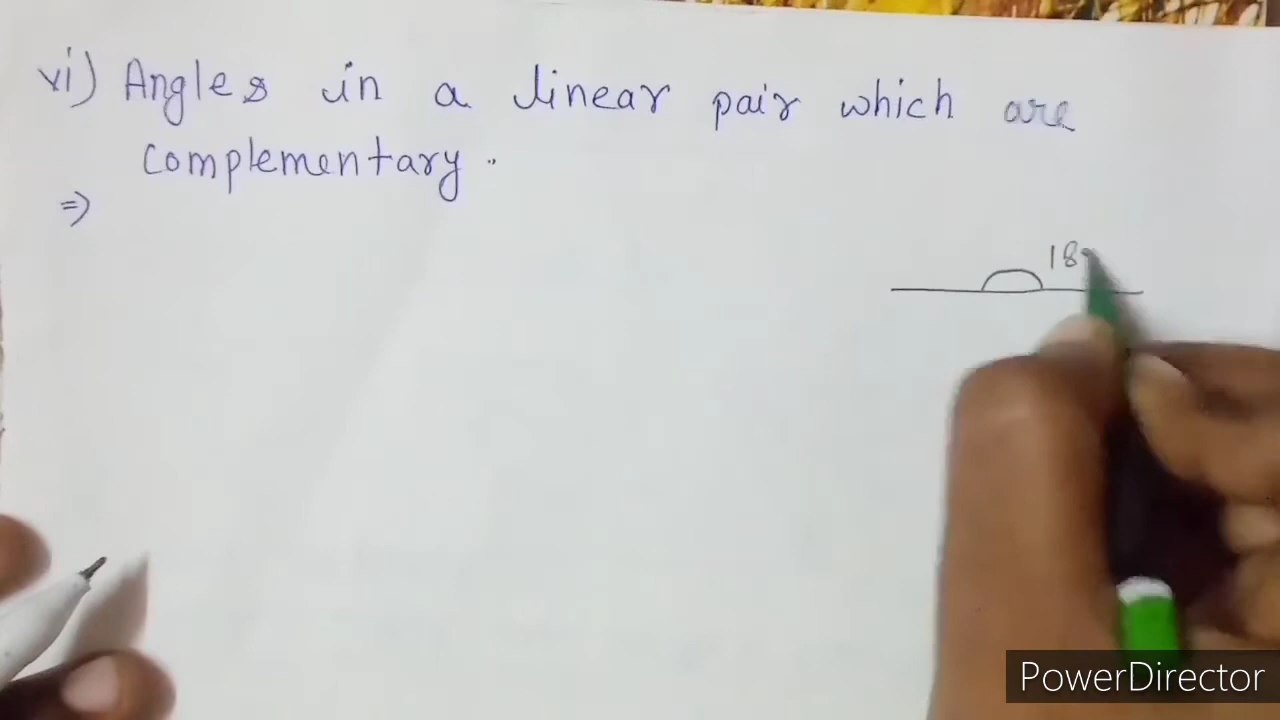 vi) Angles in a linear pair which are
complementary.
⇒
18
PowerDirector